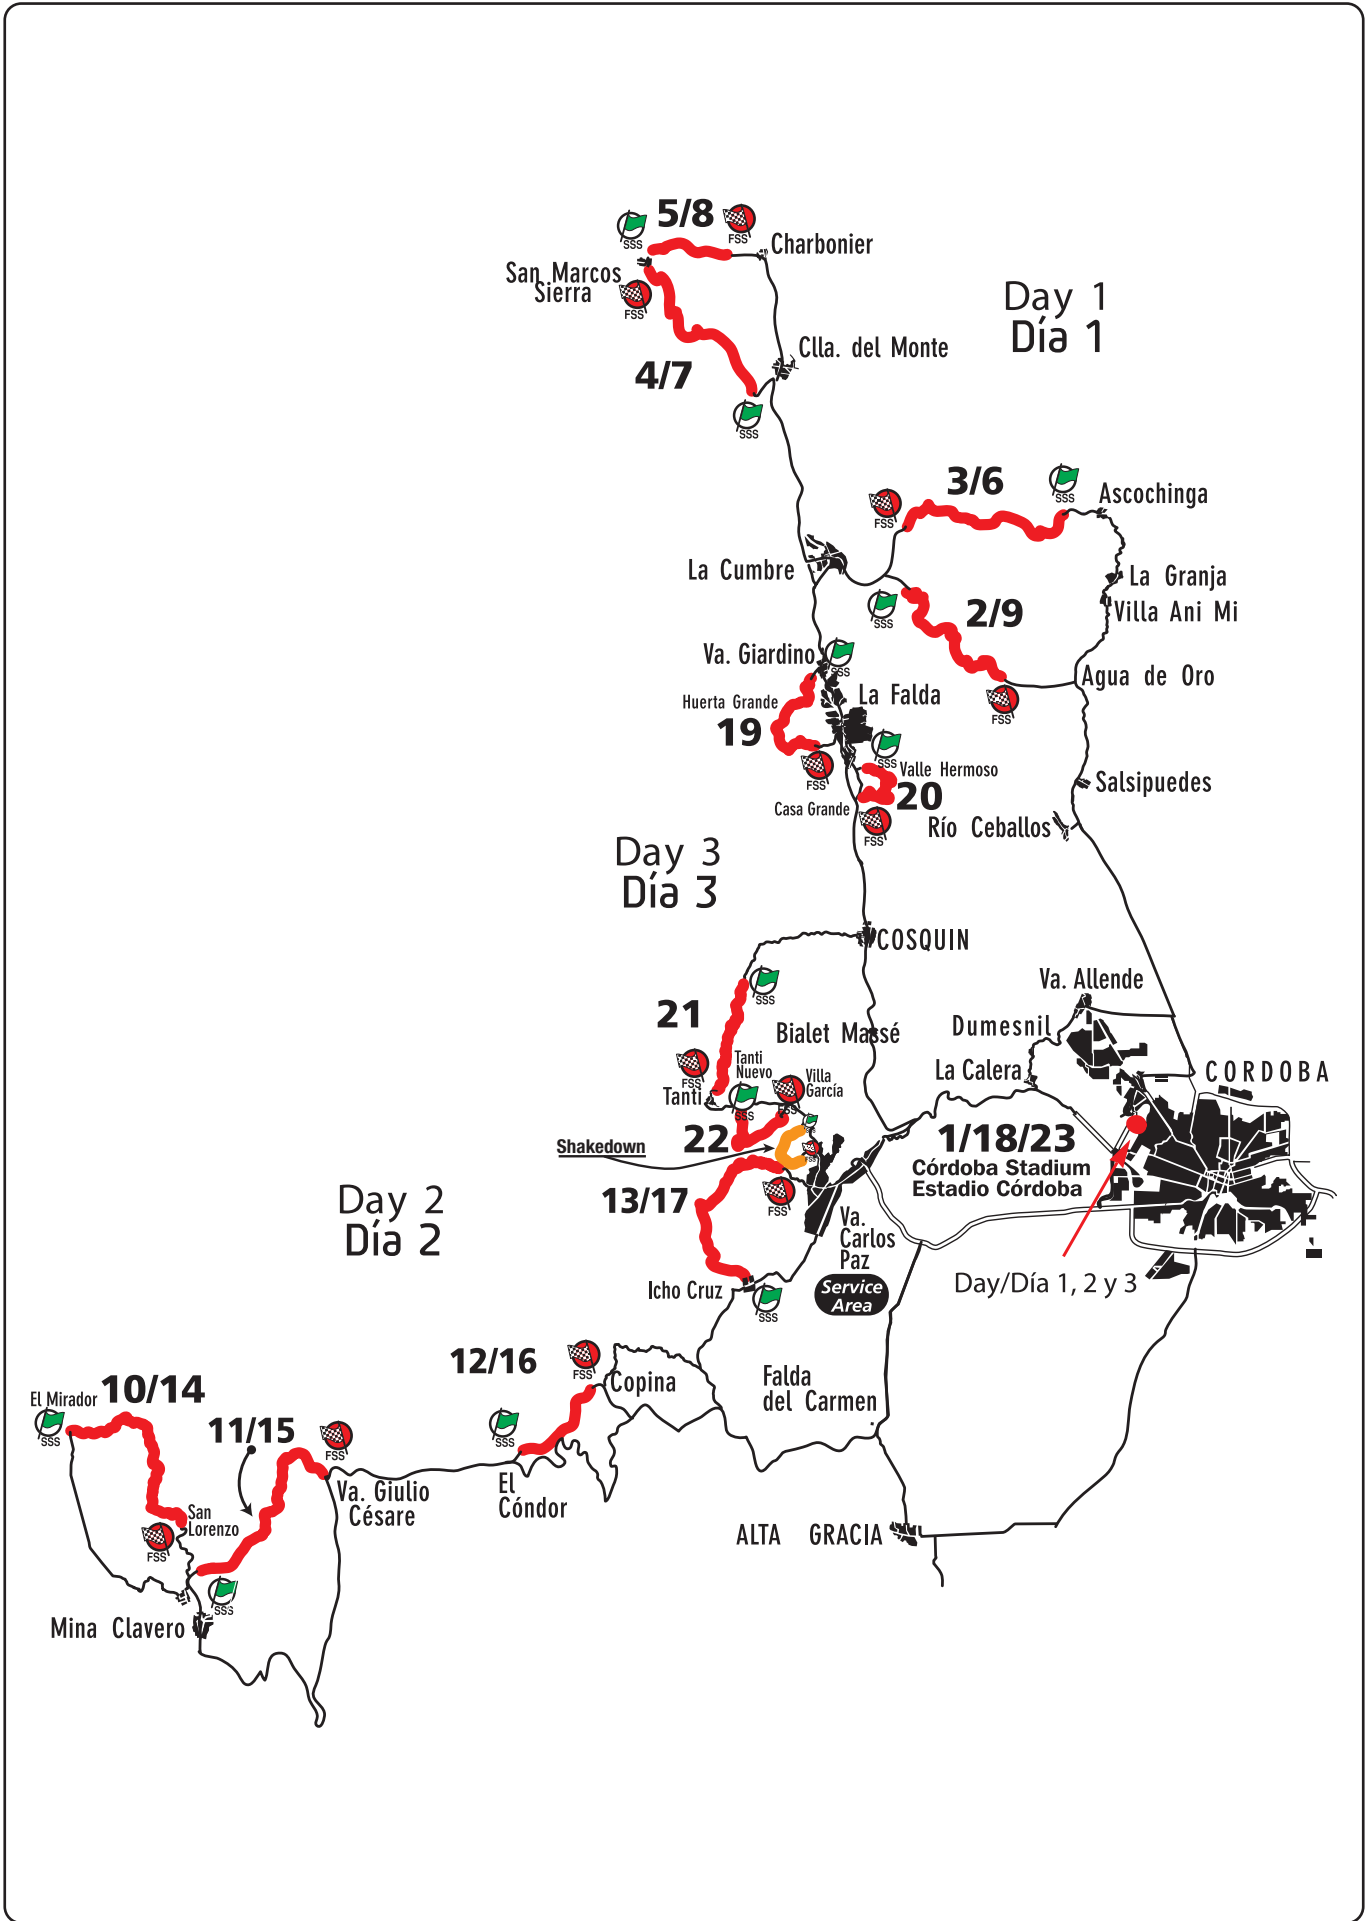 5/8
SSS
FSS
Charbonier
San Marcos
Sierra
FSS
Day 1
Día 1
Clla. del Monte
4/7
SSS
3/6
SSS
Ascochinga
FSS
La Cumbre
La Granja
SSS
2/9
Villa Ani Mi
Va. Giardino
SSS
Agua de Oro
Huerta Grande
La Falda
FSS
19
SSS
Valle Hermoso
FSS
20
Casa Grande
Salsipuedes
FSS
Río Ceballos
Day 3
Día 3
COSQUIN
SSS
Va. Allende
21
Bialet Massé
Dumesnil
FSS
Tanti
Nuevo
Villa
García
La Calera
CORDOBA
Tanti
SSS
FSS
SSS
22
Shakedown
FSS
1/18/23
Córdoba Stadium
Estadio Córdoba
13/17
FSS
Day 2
Día 2
Va.
Carlos
Paz
Icho Cruz
SSS
Service
Area
Day/Día 1, 2 y 3
12/16
FSS
Copina
Falda
del Carmen
El Mirador
10/14
SSS
11/15
FSS
SSS
Va. Giulio
Césare
El
Cóndor
San
Lorenzo
FSS
ALTA GRACIA
SSS
Mina Clavero